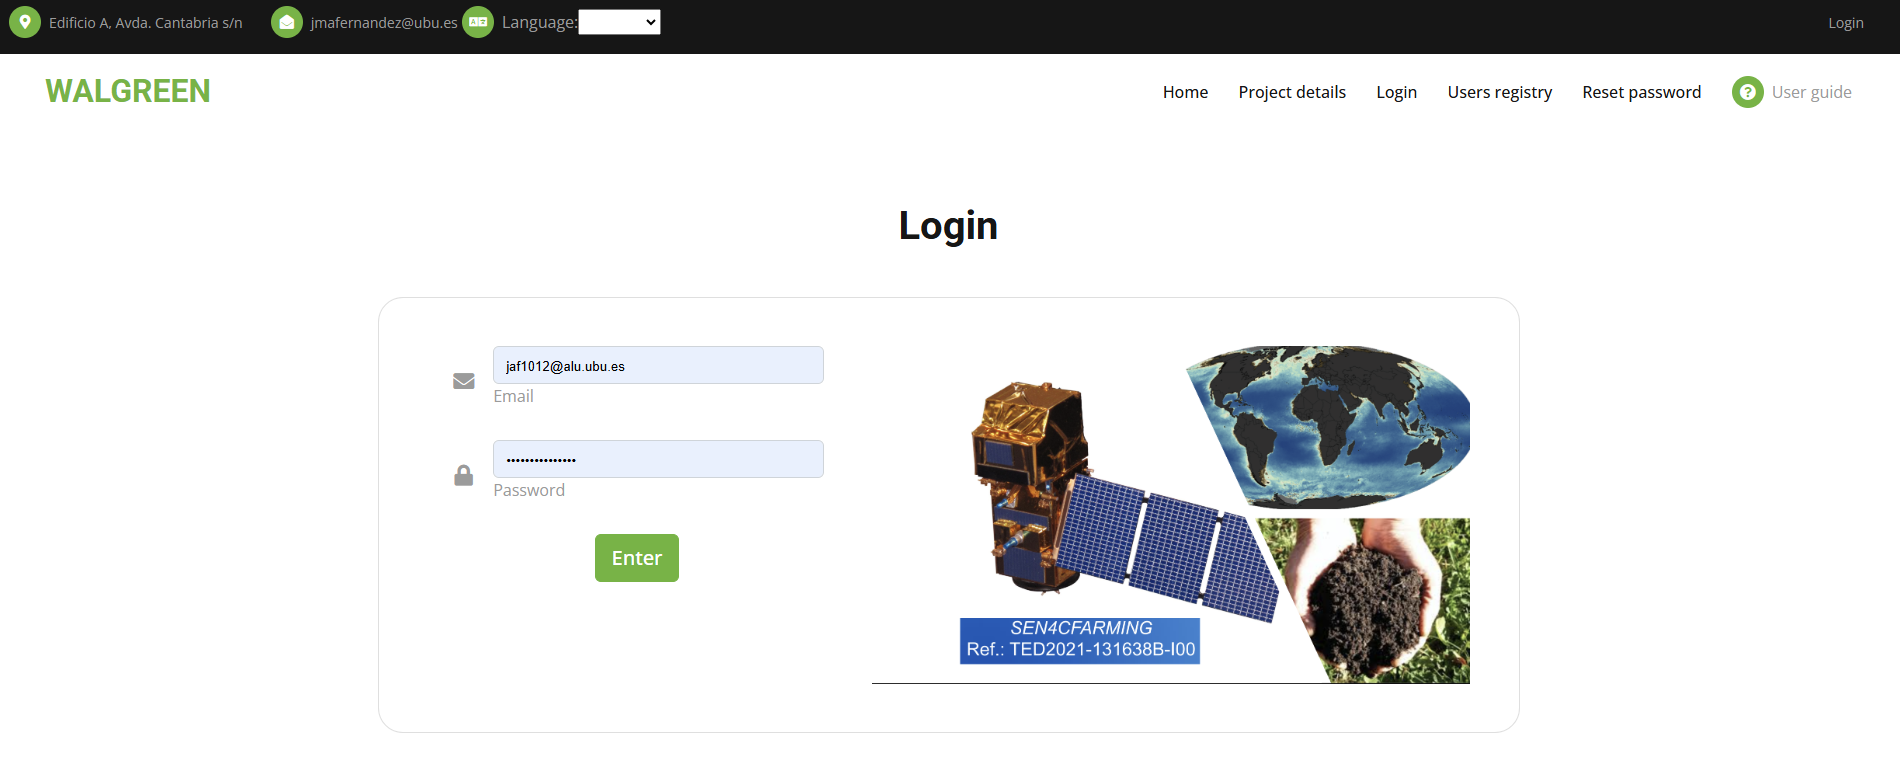 Edificio A, Avda. Cantabria s/n
jmafernandez@ubu.es
Language:
Login
WALGREEN
Home
Project details
Login
Users registry
Reset password
User guide
Login
jaf1012@alu.ubu.es
Email
•••••••••••••••
Password
Enter
SEN4CFARMING
Ref.: TED2021-131638B-I00